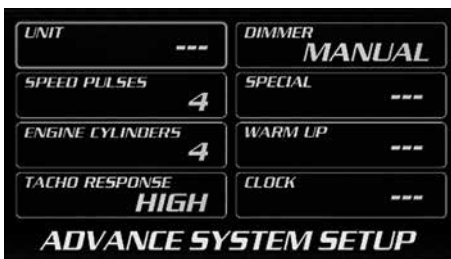 UNIT
---
SPEED PULSES
4
ENGINE CYLINDERS
4
TACHO RESPONSE
HIGH
DIMMER
MANUAL
SPECIAL
---
WARM UP
---
CLOCK
---
ADVANCE SYSTEM SETUP